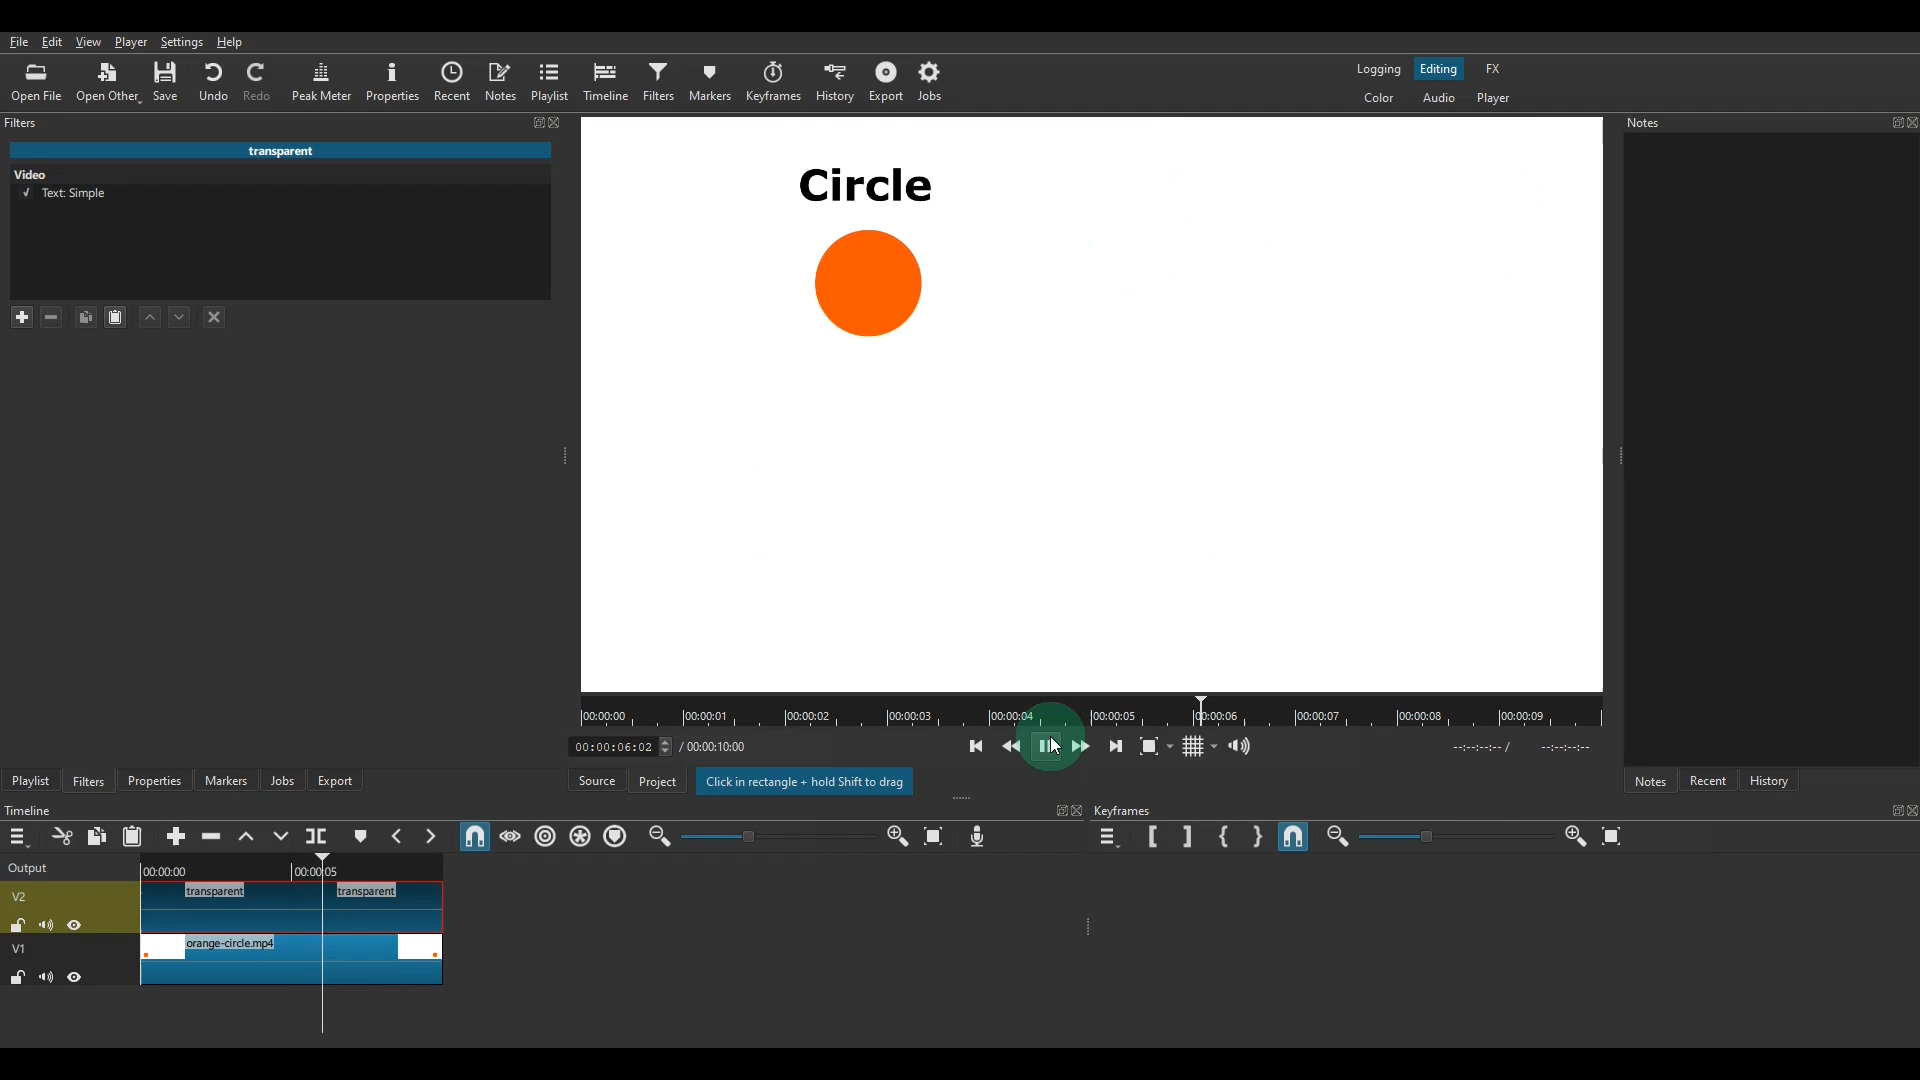 File Edit View Player Settings Help
Open File Open Other Save Undo Redo Peak Meter Properties Recent Notes Playlist Timeline Filters Markers Keyframes History Export Jobs
Logging Editing FX
Color Audio Player
Filters
transparent
Video
Text: Simple
Circle
Notes
00:00:00 00:00:01 00:00:02 00:00:03 00:00:04 00:00:05 00:00:06 00:00:07 00:00:08 00:00:09
00:00:06:02 / 00:00:10:00
--:--:--:-- / --:--:--:--
Playlist Filters Properties Markers Jobs Export
Source Project Click in rectangle + hold Shift to drag
Notes Recent History
Timeline
Keyframes
Output
00:00:00 00:00:05
V2
transparent transparent
V1
orange-circle.mp4